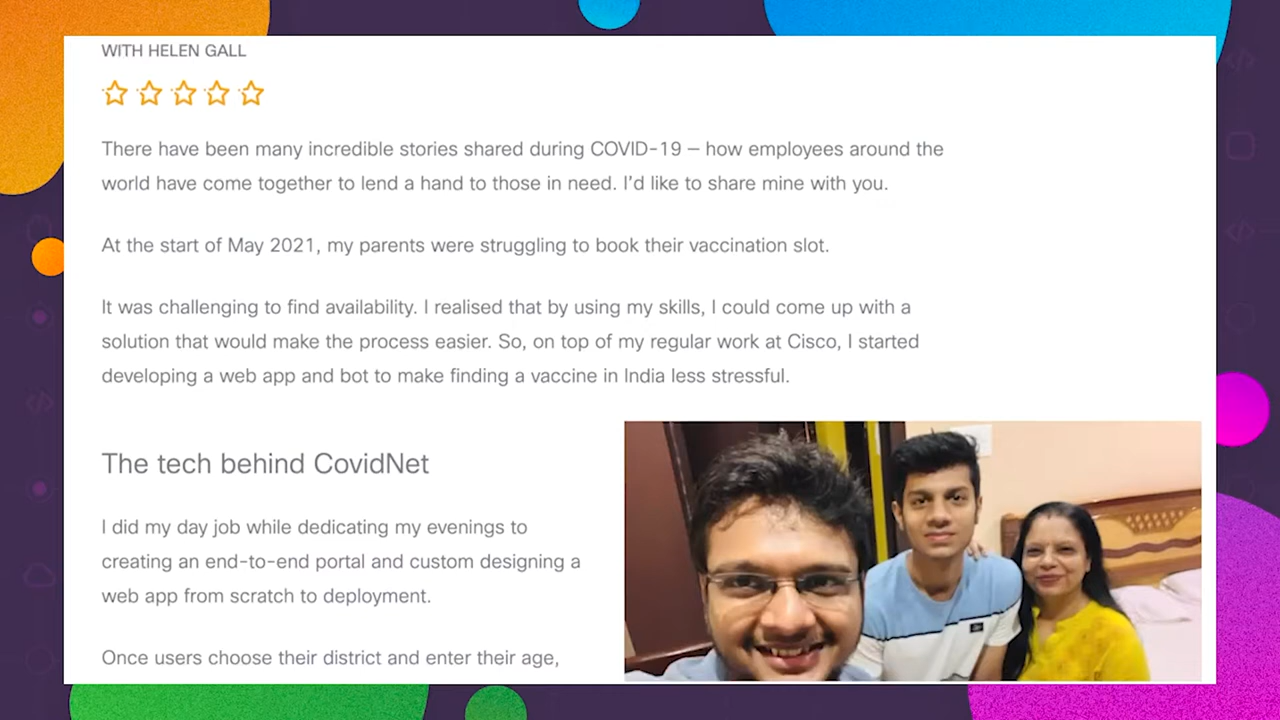 WITH HELEN GALL
There have been many incredible stories shared during COVID-19 – how employees around the
world have come together to lend a hand to those in need. I’d like to share mine with you.
At the start of May 2021, my parents were struggling to book their vaccination slot.
It was challenging to find availability. I realised that by using my skills, I could come up with a
solution that would make the process easier. So, on top of my regular work at Cisco, I started
developing a web app and bot to make finding a vaccine in India less stressful.
The tech behind CovidNet
I did my day job while dedicating my evenings to
creating an end-to-end portal and custom designing a
web app from scratch to deployment.
Once users choose their district and enter their age,